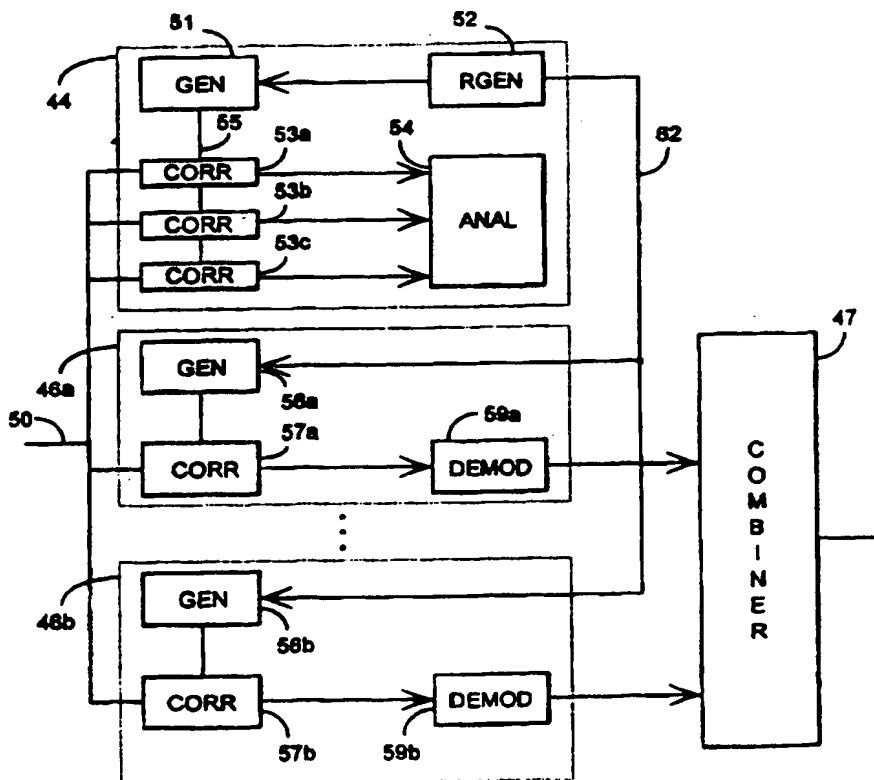 51
52
44
GEN
RGEN
55
53a
54
62
CORR
53b
CORR
ANAL
53c
CORR
47
GEN
46a
56a
50
57a
59a
CORR
DEMOD
COMBINER
GEN
46b
56b
CORR
DEMOD
57b
59b